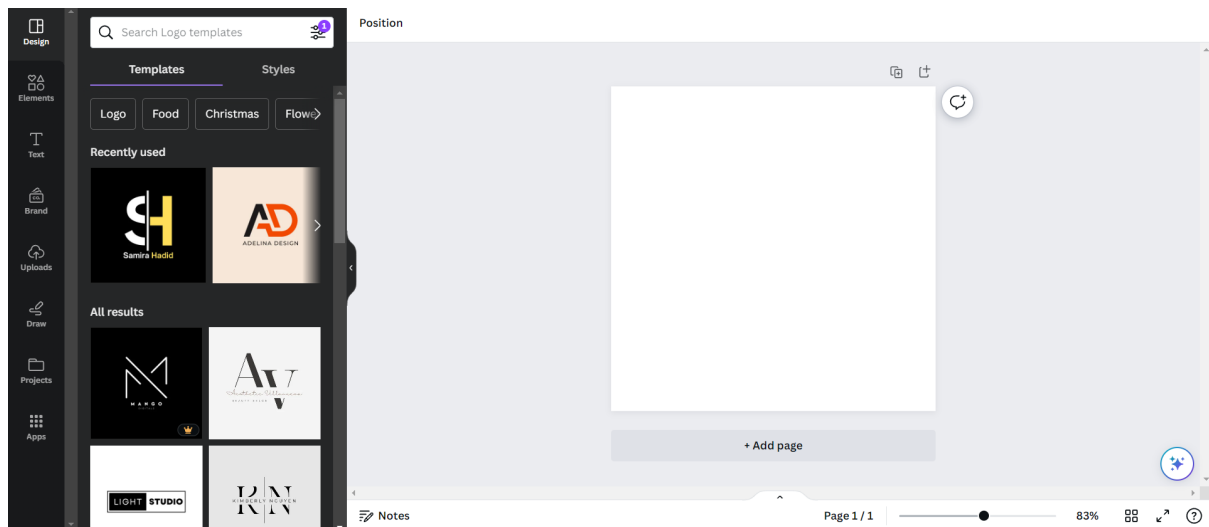 Design
Elements
Text
CO.
Brand
Uploads
Draw
Projects
Apps
Search Logo templates
1
Templates
Styles
Logo
Food
Christmas
Flowe
Recently used
SH
Samira Hadid
AD
ADELINA DESIGN
All results
M
MANGO
AV
LIGHT STUDIO
KN
KIMBERLY NGUYEN
Position
+ Add page
Notes
Page 1 / 1
83%
?